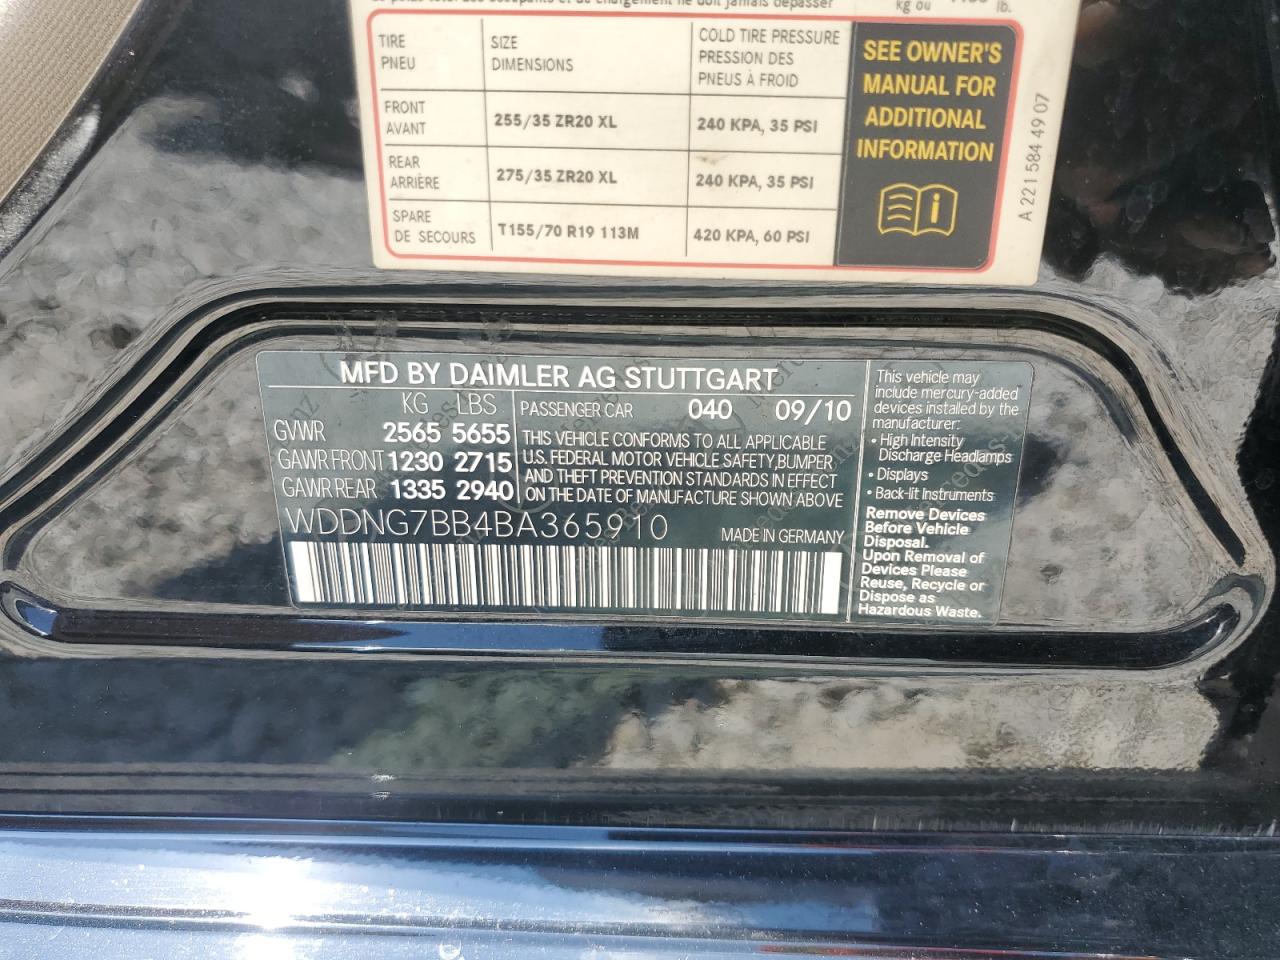 kg ou
lb.
TIRE
PNEU
SIZE
DIMENSIONS
COLD TIRE PRESSURE
PRESSION DES
PNEUS À FROID
FRONT
AVANT
255/35 ZR20 XL
240 KPA, 35 PSI
REAR
ARRIÈRE
275/35 ZR20 XL
240 KPA, 35 PSI
SPARE
DE SECOURS
T155/70 R19 113M
420 KPA, 60 PSI
SEE OWNER'S
MANUAL FOR
ADDITIONAL
INFORMATION
A 221 584 49 07
MFD BY DAIMLER AG STUTTGART
KG LBS
GVWR 2565 5655
GAWR FRONT 1230 2715
GAWR REAR 1335 2940
PASSENGER CAR 040 09/10
THIS VEHICLE CONFORMS TO ALL APPLICABLE
U.S. FEDERAL MOTOR VEHICLE SAFETY,BUMPER
AND THEFT PREVENTION STANDARDS IN EFFECT
ON THE DATE OF MANUFACTURE SHOWN ABOVE
WDDNG7BB4BA365910
MADE IN GERMANY
This vehicle may
include mercury-added
devices installed by the
manufacturer:
• High Intensity
Discharge Headlamps
• Displays
• Back-lit Instruments
Remove Devices
Before Vehicle
Disposal.
Upon Removal of
Devices Please
Reuse, Recycle or
Dispose as
Hazardous Waste.